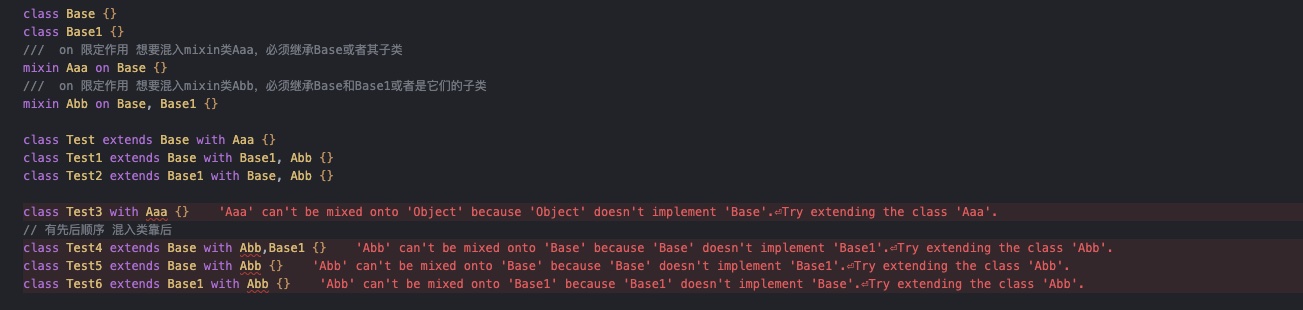 class Base {}
class Base1 {}
///  on 限定作用 想要混入mixin类Aaa，必须继承Base或者其子类
mixin Aaa on Base {}
///  on 限定作用 想要混入mixin类Abb，必须继承Base和Base1或者是它们的子类
mixin Abb on Base, Base1 {}
class Test extends Base with Aaa {}
class Test1 extends Base with Base1, Abb {}
class Test2 extends Base1 with Base, Abb {}
class Test3 with Aaa {}    'Aaa' can't be mixed onto 'Object' because 'Object' doesn't implement 'Base'.⏎Try extending the class 'Aaa'.
// 有先后顺序 混入类靠后
class Test4 extends Base with Abb,Base1 {}    'Abb' can't be mixed onto 'Base' because 'Base' doesn't implement 'Base1'.⏎Try extending the class 'Abb'.
class Test5 extends Base with Abb {}    'Abb' can't be mixed onto 'Base' because 'Base' doesn't implement 'Base1'.⏎Try extending the class 'Abb'.
class Test6 extends Base1 with Abb {}    'Abb' can't be mixed onto 'Base1' because 'Base1' doesn't implement 'Base'.⏎Try extending the class 'Abb'.